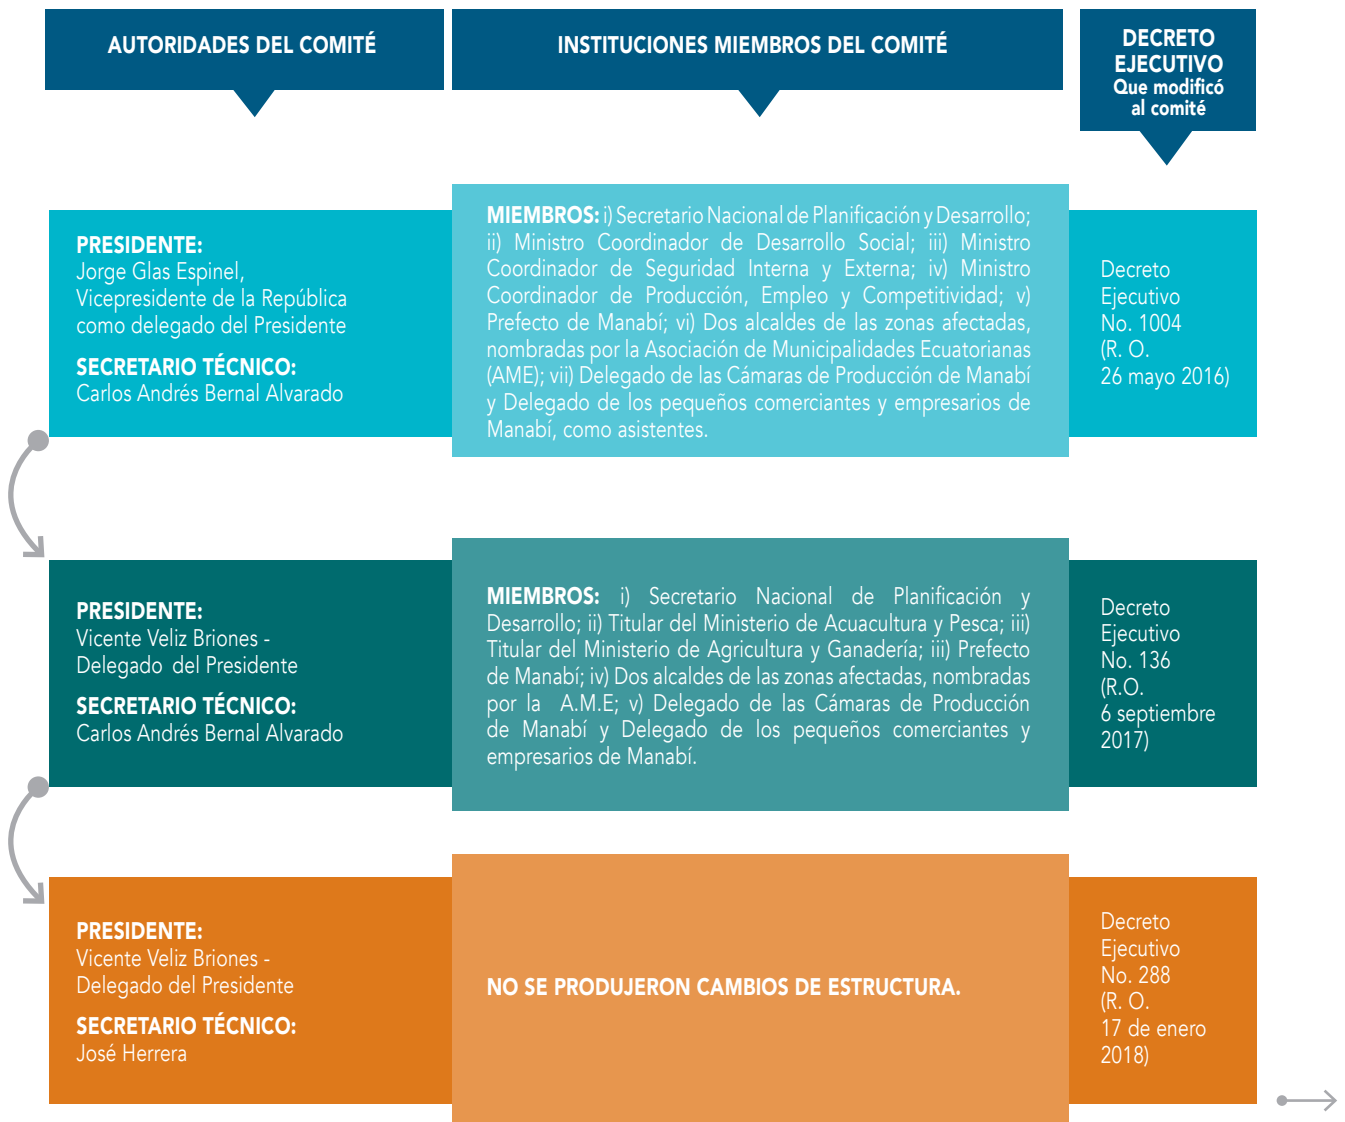 AUTORIDADES DEL COMITÉ
INSTITUCIONES MIEMBROS DEL COMITÉ
DECRETO
EJECUTIVO
Que modificó
al comité
PRESIDENTE:
Jorge Glas Espinel,
Vicepresidente de la República
como delegado del Presidente
SECRETARIO TÉCNICO:
Carlos Andrés Bernal Alvarado
MIEMBROS: i) Secretario Nacional de Planificación y Desarrollo;
ii) Ministro Coordinador de Desarrollo Social; iii) Ministro
Coordinador de Seguridad Interna y Externa; iv) Ministro
Coordinador de Producción, Empleo y Competitividad; v)
Prefecto de Manabí; vi) Dos alcaldes de las zonas afectadas,
nombradas por la Asociación de Municipalidades Ecuatorianas
(AME); vii) Delegado de las Cámaras de Producción de Manabí
y Delegado de los pequeños comerciantes y empresarios de
Manabí, como asistentes.
Decreto
Ejecutivo
No. 1004
(R. O.
26 mayo 2016)
PRESIDENTE:
Vicente Veliz Briones -
Delegado del Presidente
SECRETARIO TÉCNICO:
Carlos Andrés Bernal Alvarado
MIEMBROS: i) Secretario Nacional de Planificación y
Desarrollo; ii) Titular del Ministerio de Acuacultura y Pesca; iii)
Titular del Ministerio de Agricultura y Ganadería; iii) Prefecto
de Manabí; iv) Dos alcaldes de las zonas afectadas, nombradas
por la A.M.E; v) Delegado de las Cámaras de Producción
de Manabí y Delegado de los pequeños comerciantes y
empresarios de Manabí.
Decreto
Ejecutivo
No. 136
(R.O.
6 septiembre
2017)
PRESIDENTE:
Vicente Veliz Briones -
Delegado del Presidente
SECRETARIO TÉCNICO:
José Herrera
NO SE PRODUJERON CAMBIOS DE ESTRUCTURA.
Decreto
Ejecutivo
No. 288
(R. O.
17 de enero
2018)